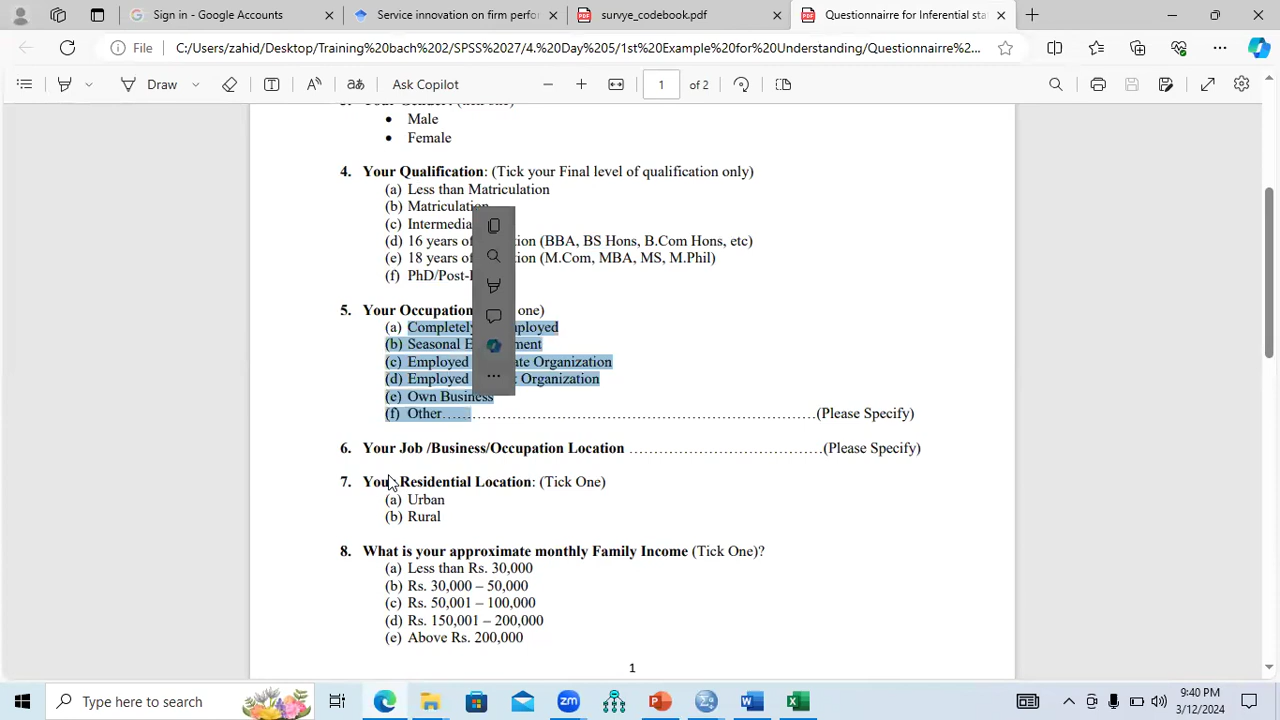 Sign in - Google Accounts
Service innovation on firm perfo
survye_codebook.pdf
Questionnaire for Inferential sta
File
C:/Users/zahid/Desktop/Training%20bach%202/SPSS%2027/4.%20Day%205/1st%20Example%20for%20Understanding/Questionnairre%2...
Draw
Ask Copilot
1
of 2
Male
Female
4. Your Qualification: (Tick your Final level of qualification only)
(a) Less than Matriculation
(b) Matriculation
(c) Intermedia
(d) 16 years of ion (BBA, BS Hons, B.Com Hons, etc)
(e) 18 years of ion (M.Com, MBA, MS, M.Phil)
(f) PhD/Post-
5. Your Occupation one)
(a) Completely ployed
(b) Seasonal E ment
(c) Employed te Organization
(d) Employed Organization
(e) Own Business
(f) Other.......................................................................................(Please Specify)
6. Your Job /Business/Occupation Location .....................................(Please Specify)
7. Your Residential Location: (Tick One)
(a) Urban
(b) Rural
8. What is your approximate monthly Family Income (Tick One)?
(a) Less than Rs. 30,000
(b) Rs. 30,000 – 50,000
(c) Rs. 50,001 – 100,000
(d) Rs. 150,001 – 200,000
(e) Above Rs. 200,000
1
Type here to search
9:40 PM
3/12/2024